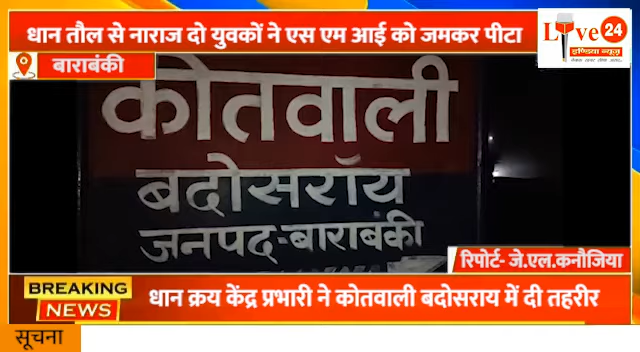 धान तौल से नाराज दो युवकों ने एस एम आई को जमकर पीटा
Live 24
इण्डिया न्यूज़
बाराबंकी
कोतवाली
बदोसरॉय
जनपद-बाराबंकी
रिपोर्ट- जे.एल.कनौजिया
BREAKING
NEWS
धान क्रय केंद्र प्रभारी ने कोतवाली बदोसराय में दी तहरीर
सूचना